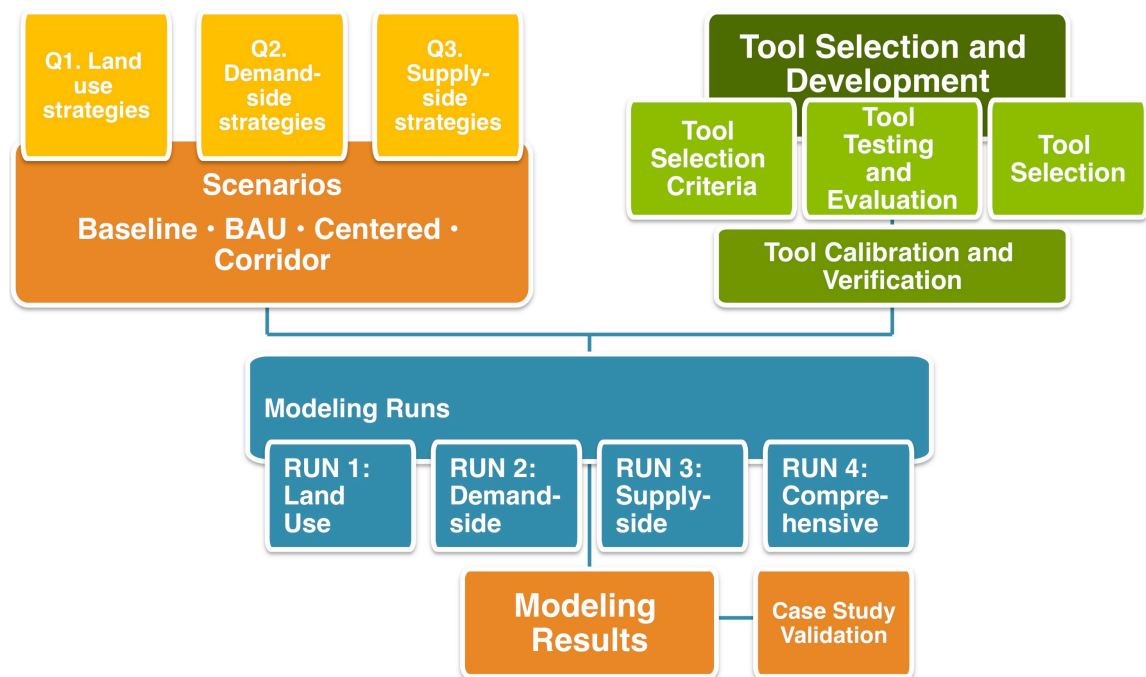 Q1. Land
use
strategies
Q2.
Demand-
side
strategies
Q3.
Supply-
side
strategies
Scenarios
Baseline • BAU • Centered •
Corridor
Tool Selection and
Development
Tool
Selection
Criteria
Tool
Testing
and
Evaluation
Tool
Selection
Tool Calibration and
Verification
Modeling Runs
RUN 1:
Land
Use
RUN 2:
Demand-
side
RUN 3:
Supply-
side
RUN 4:
Compre-
hensive
Modeling
Results
Case Study
Validation